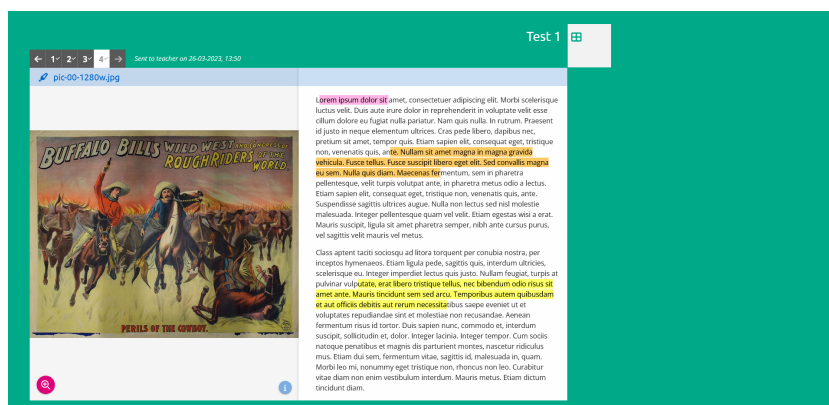 Test 1
1 2 3 4
Sent to teacher on 26-03-2023, 13:50
pic-00-1280w.jpg
BUFFALO BILLS WILD WEST AND CONGRESS OF
ROUGH RIDERS OF THE
WORLD.
PERILS OF THE COWBOY.
Lorem ipsum dolor sit amet, consectetuer adipiscing elit. Morbi scelerisque
luctus velit. Duis aute irure dolor in reprehenderit in voluptate velit esse
cillum dolore eu fugiat nulla pariatur. Nam quis nulla. In rutrum. Praesent
id justo in neque elementum ultrices. Cras pede libero, dapibus nec,
pretium sit amet, tempor quis. Etiam sapien elit, consequat eget, tristique
non, venenatis quis, ante. Nullam sit amet magna in magna gravida
vehicula. Fusce tellus. Fusce suscipit libero eget elit. Sed convallis magna
eu sem. Nulla quis diam. Maecenas fermentum, sem in pharetra
pellentesque, velit turpis volutpat ante, in pharetra metus odio a lectus.
Etiam sapien elit, consequat eget, tristique non, venenatis quis, ante.
Suspendisse sagittis ultrices augue. Nulla non lectus sed nisl molestie
malesuada. Integer pellentesque quam vel velit. Etiam egestas wisi a erat.
Mauris suscipit, ligula sit amet pharetra semper, nibh ante cursus purus,
vel sagittis velit mauris vel metus.
Class aptent taciti sociosqu ad litora torquent per conubia nostra, per
inceptos hymenaeos. Etiam ligula pede, sagittis quis, interdum ultricies,
scelerisque eu. Integer imperdiet lectus quis justo. Nullam feugiat, turpis at
pulvinar vulputate, erat libero tristique tellus, nec bibendum odio risus sit
amet ante. Mauris tincidunt sem sed arcu. Temporibus autem quibusdam
et aut officiis debitis aut rerum necessitatibus saepe eveniet ut et
voluptates repudiandae sint et molestiae non recusandae. Aenean
fermentum risus id tortor. Duis sapien nunc, commodo et, interdum
suscipit, sollicitudin et, dolor. Integer lacinia. Integer tempor. Cum sociis
natoque penatibus et magnis dis parturient montes, nascetur ridiculus
mus. Etiam dui sem, fermentum vitae, sagittis id, malesuada in, quam.
Morbi leo mi, nonummy eget tristique non, rhoncus non leo. Curabitur
vitae diam non enim vestibulum interdum. Mauris metus. Etiam dictum
tincidunt diam.